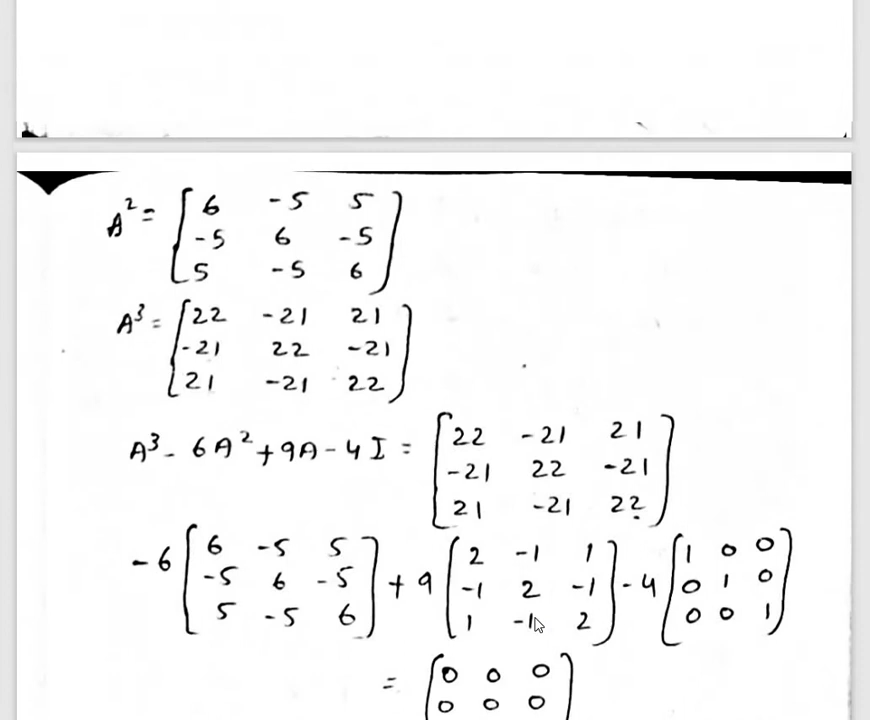 A² = [6 -5 5
-5 6 -5
5 -5 6]
A³ = [22 -21 21
-21 22 -21
21 -21 22]
A³ - 6A² + 9A - 4I = [22 -21 21
-21 22 -21
21 -21 22]
- 6 [6 -5 5 -5 6 -5 5 -5 6] + 9 [2 -1 1 -1 2 -1 1 -1 2] - 4 [1 0 0 0 1 0 0 0 1]
= [0 0 0
0 0 0